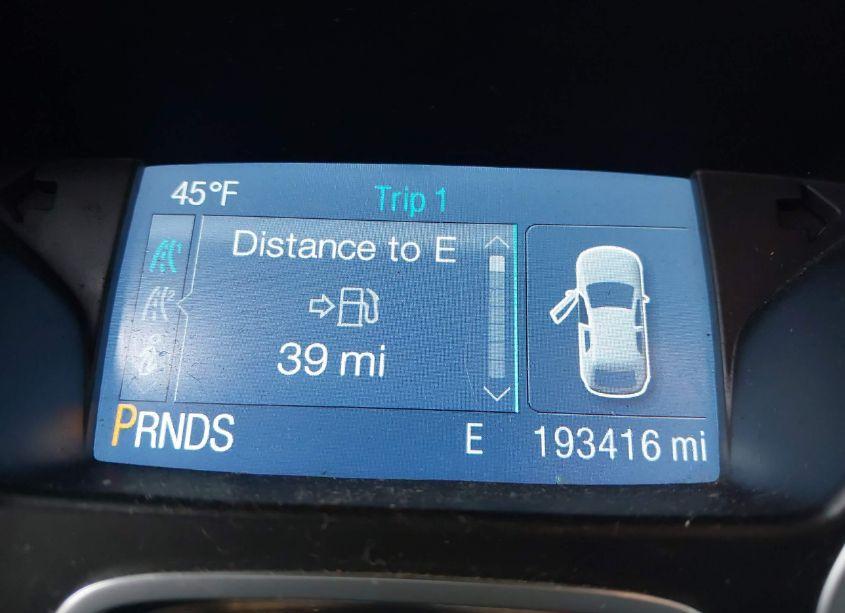 45°F
Trip 1
Distance to E
39 mi
PRNDS
E
193416 mi